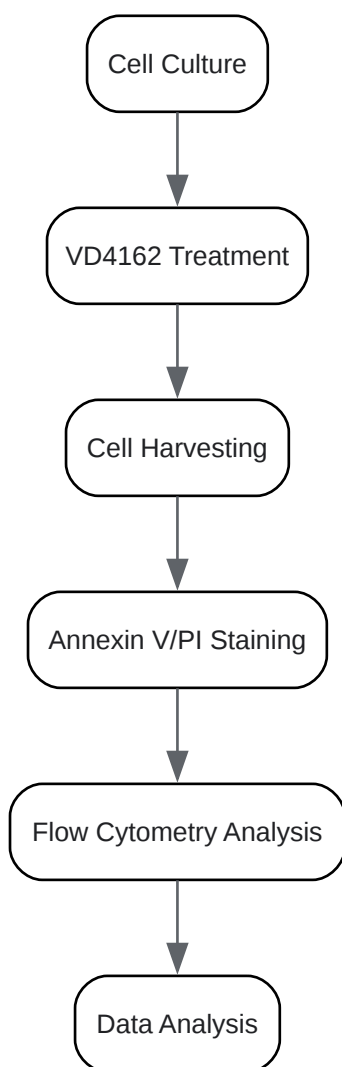 Cell Culture
VD4162 Treatment
Cell Harvesting
Annexin V/PI Staining
Flow Cytometry Analysis
Data Analysis